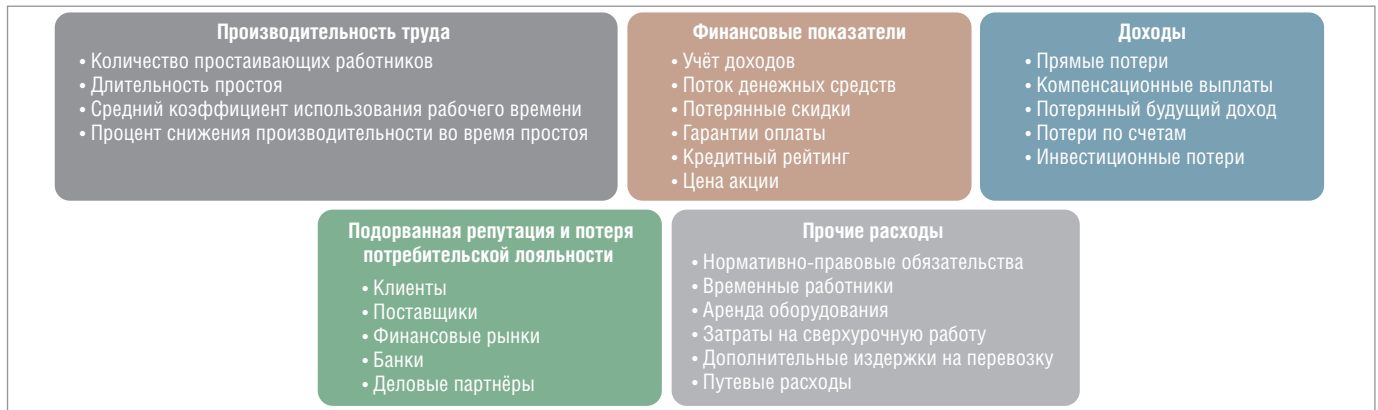 Производительность труда
• Количество простаивающих работников
• Длительность простоя
• Средний коэффициент использования рабочего времени
• Процент снижения производительности во время простоя
Финансовые показатели
• Учёт доходов
• Поток денежных средств
• Потерянные скидки
• Гарантии оплаты
• Кредитный рейтинг
• Цена акции
Доходы
• Прямые потери
• Компенсационные выплаты
• Потерянный будущий доход
• Потери по счетам
• Инвестиционные потери
Подорванная репутация и потеря
потребительской лояльности
• Клиенты
• Поставщики
• Финансовые рынки
• Банки
• Деловые партнёры
Прочие расходы
• Нормативно-правовые обязательства
• Временные работники
• Аренда оборудования
• Затраты на сверхурочную работу
• Дополнительные издержки на перевозку
• Путевые расходы